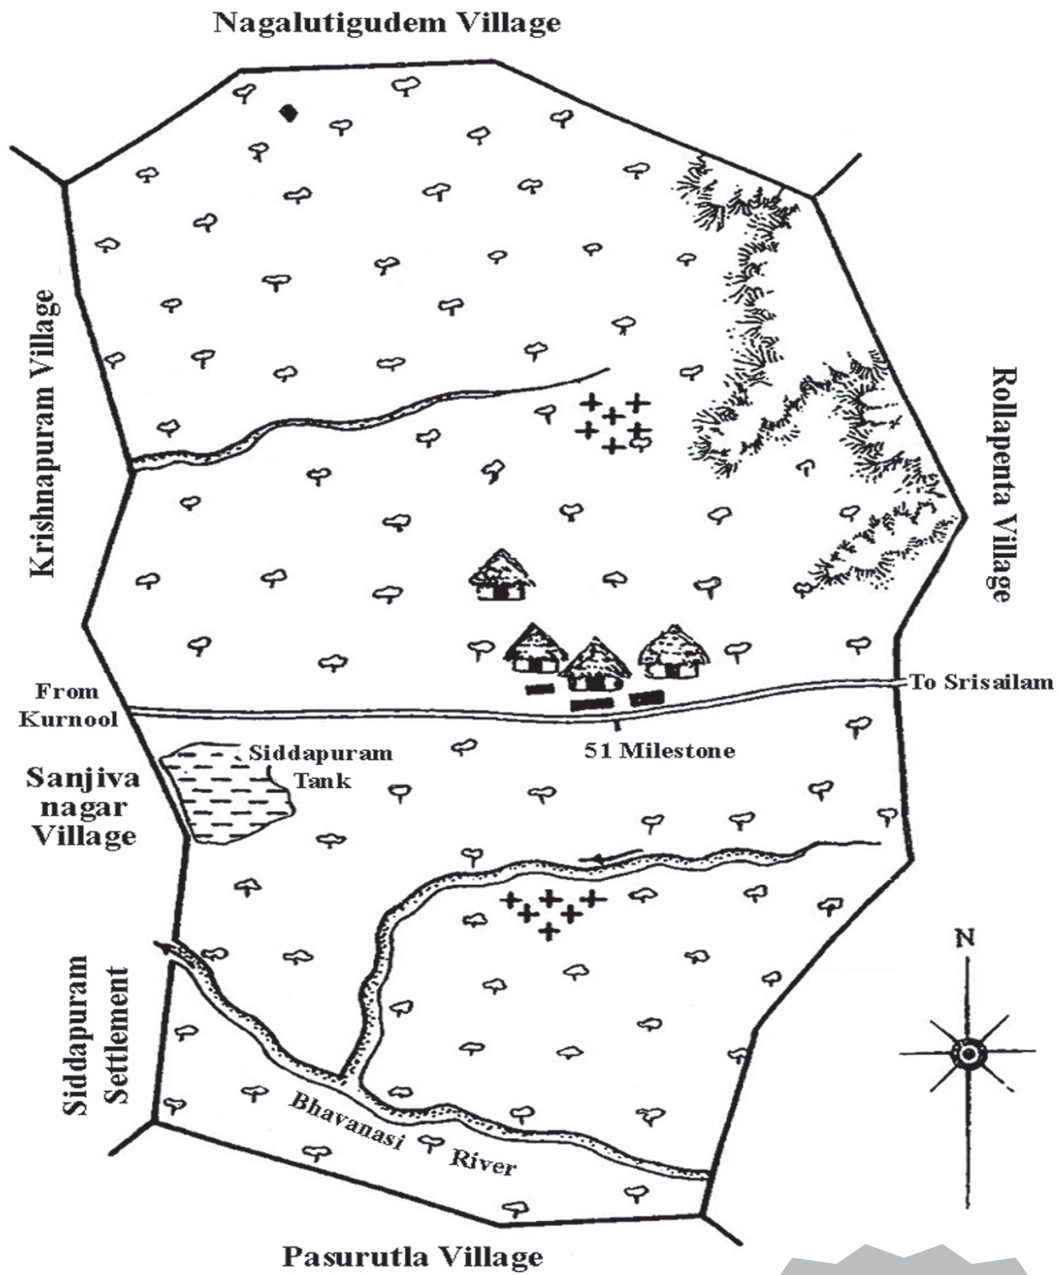 Nagalutigudem Village
Krishnapuram Village
Rollapenta Village
From
Kurnool
To Srisailam
51 Milestone
Siddapuram
Tank
Sanjiva
nagar
Village
Siddapuram
Settlement
N
Bhavanasi
River
Pasurutla Village